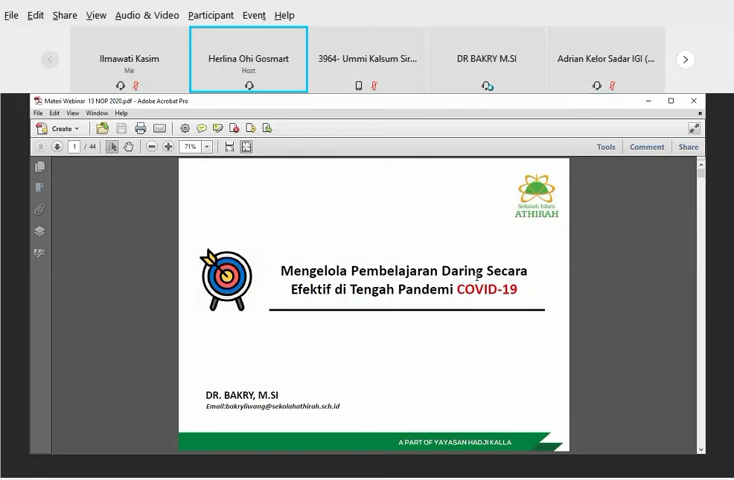 File Edit Share View Audio & Video Participant Event Help
Ilmawati Kasim
Me
Herlina Ohi Gosmart
Host
3964- Ummi Kalsum Sir...
DR BAKRY M.SI
Adrian Kelor Sadar IGI (...
Materi Webinar 13 NOP 2020.pdf - Adobe Acrobat Pro
File Edit View Window Help
Create
1 / 44 71% Tools Comment Share
Sekolah Islam
ATHIRAH
Mengelola Pembelajaran Daring Secara
Efektif di Tengah Pandemi COVID-19
DR. BAKRY, M.SI
Email:bakryliwang@sekolahathirah.sch.id
A PART OF YAYASAN HADJI KALLA